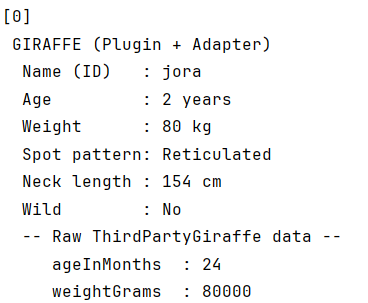 [0]
GIRAFFE (Plugin + Adapter)
Name (ID)   : jora
Age         : 2 years
Weight      : 80 kg
Spot pattern: Reticulated
Neck length : 154 cm
Wild        : No
-- Raw ThirdPartyGiraffe data --
ageInMonths  : 24
weightGrams  : 80000